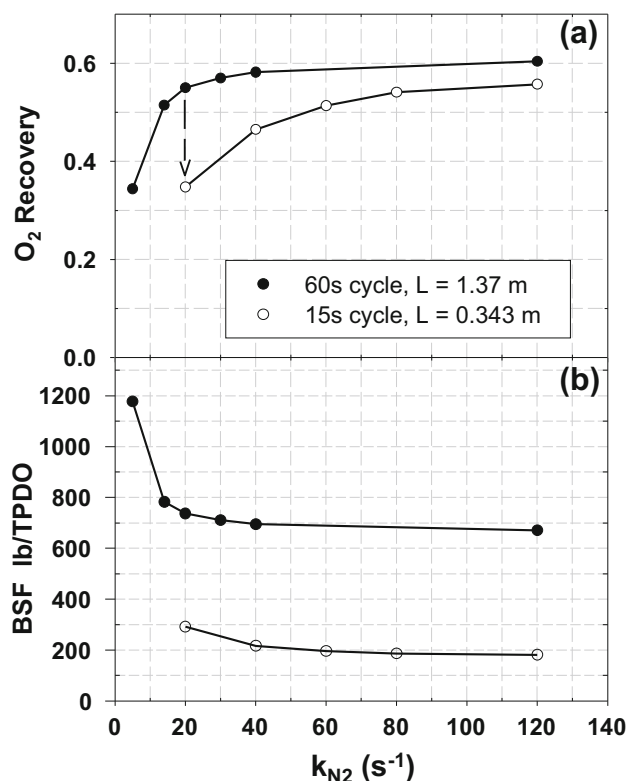 (a)
O2 Recovery
0.6
0.4
0.2
0.0
60s cycle, L = 1.37 m
15s cycle, L = 0.343 m
(b)
BSF lb/TPDO
1200
1000
800
600
400
200
0
0 20 40 60 80 100 120 140
kN2 (s-1)